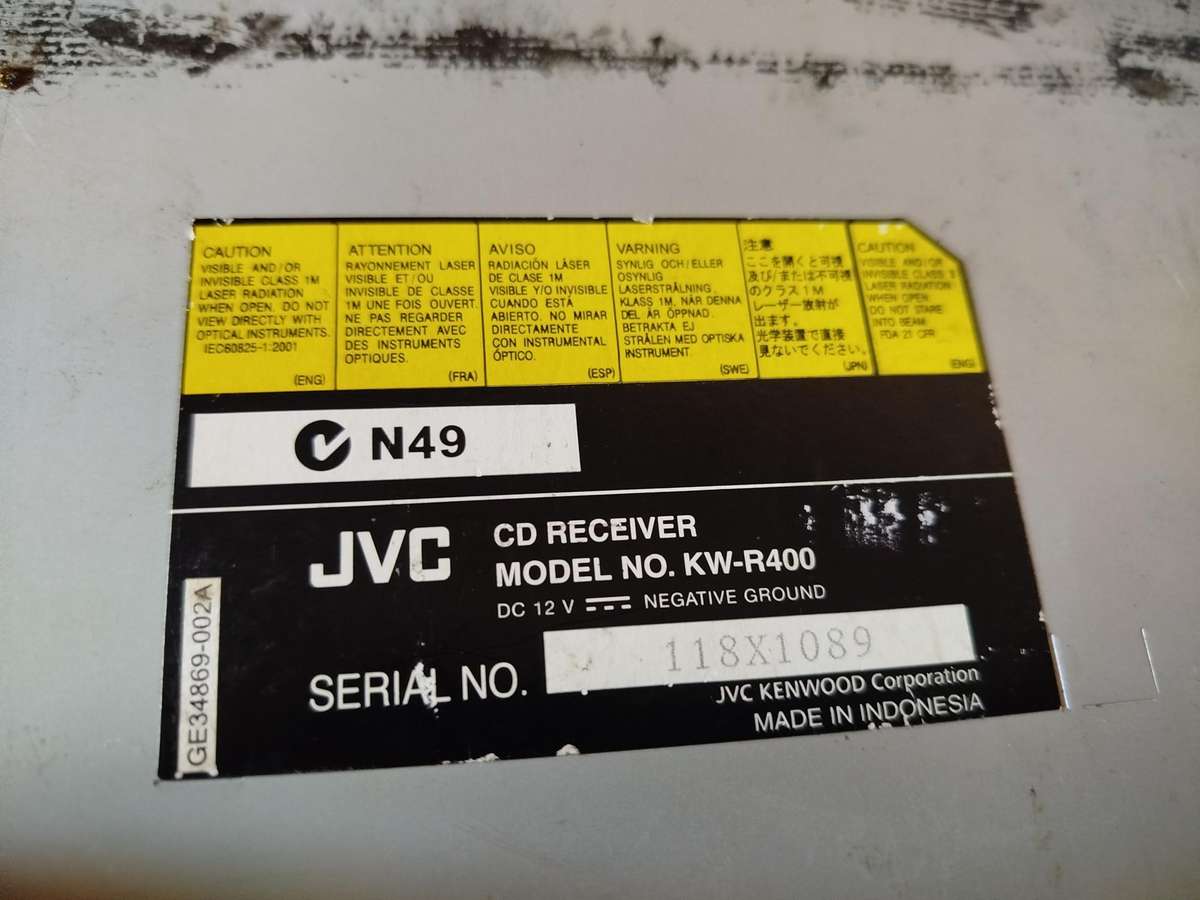 CAUTION
VISIBLE AND/OR
INVISIBLE CLASS 1M
LASER RADIATION
WHEN OPEN. DO NOT
VIEW DIRECTLY WITH
OPTICAL INSTRUMENTS.
IEC60825-1:2001
(ENG)
ATTENTION
RAYONNEMENT LASER
VISIBLE ET/OU
INVISIBLE DE CLASSE
1M UNE FOIS OUVERT.
NE PAS REGARDER
DIRECTEMENT AVEC
DES INSTRUMENTS
OPTIQUES.
(FRA)
AVISO
RADIACIÓN LÁSER
DE CLASE 1M
VISIBLE Y/O INVISIBLE
CUANDO ESTÁ
ABIERTO. NO MIRAR
DIRECTAMENTE
CON INSTRUMENTAL
ÓPTICO.
(ESP)
VARNING
SYNLIG OCH/ELLER
OSYNLIG
LASERSTRÅLNING,
KLASS 1M, NÄR DENNA
DEL ÄR ÖPPNAD.
BETRAKTA EJ
STRÅLEN MED OPTISKA
INSTRUMENT.
(SWE)
注意
ここを開くと可視
及び/または不可視
のクラス1M
レーザー放射が
出ます。
光学装置で直接
見ないでください。
(JPN)
CAUTION
VISIBLE AND/OR
INVISIBLE CLASS II
LASER RADIATION
WHEN OPEN.
DO NOT STARE
INTO BEAM.
FDA 21 CFR
(ENG)
N49
JVC
CD RECEIVER
MODEL NO. KW-R400
DC 12 V NEGATIVE GROUND
SERIAL NO. 118X1089
JVC KENWOOD Corporation
MADE IN INDONESIA
GE34869-002A